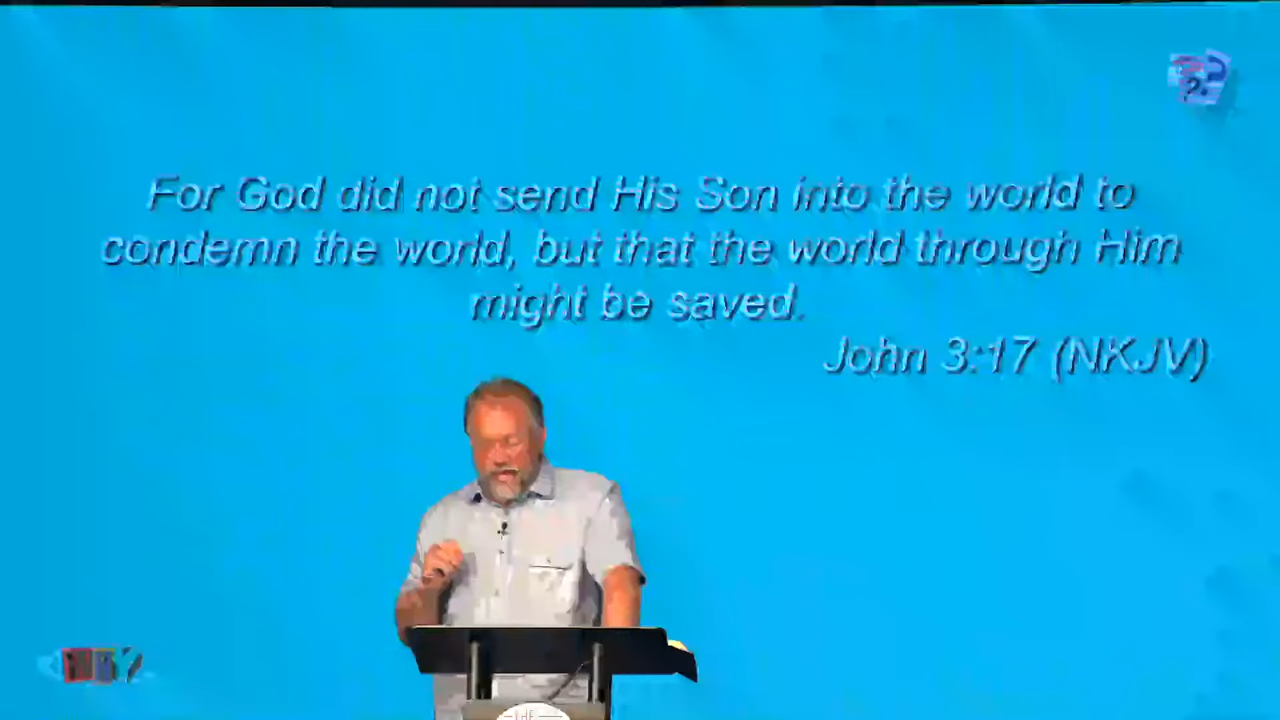 For God did not send His Son into the world to
condemn the world, but that the world through Him
might be saved.
John 3:17 (NKJV)
THE